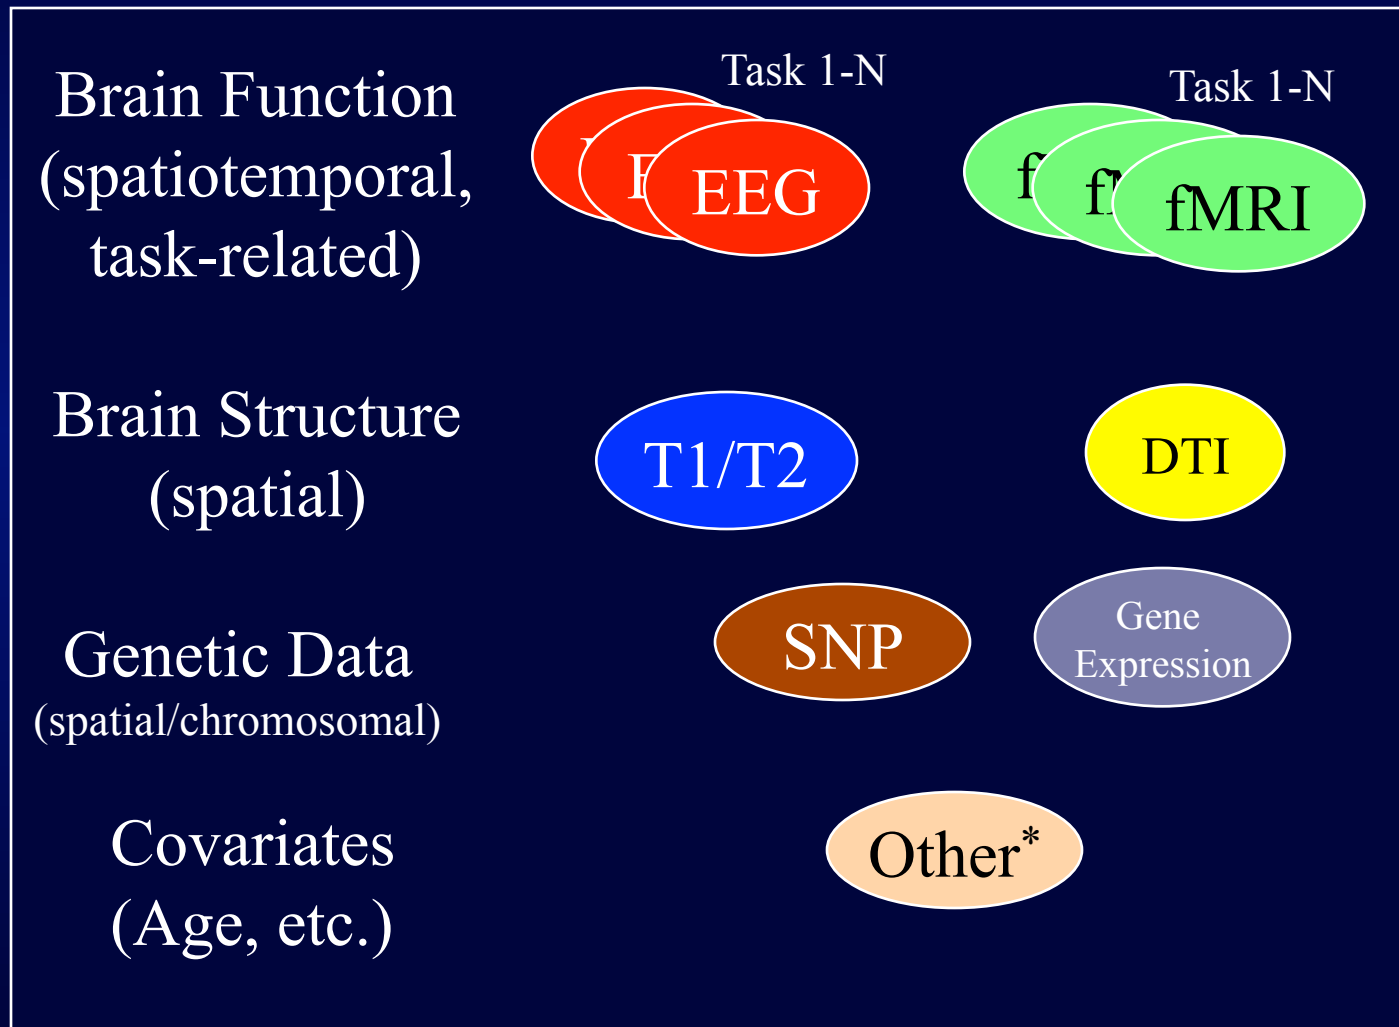 Brain Function
(spatiotemporal,
task-related)
Task 1-N
EEG
Task 1-N
fMRI
Brain Structure
(spatial)
T1/T2
DTI
Genetic Data
(spatial/chromosomal)
SNP
Gene
Expression
Covariates
(Age, etc.)
Other*